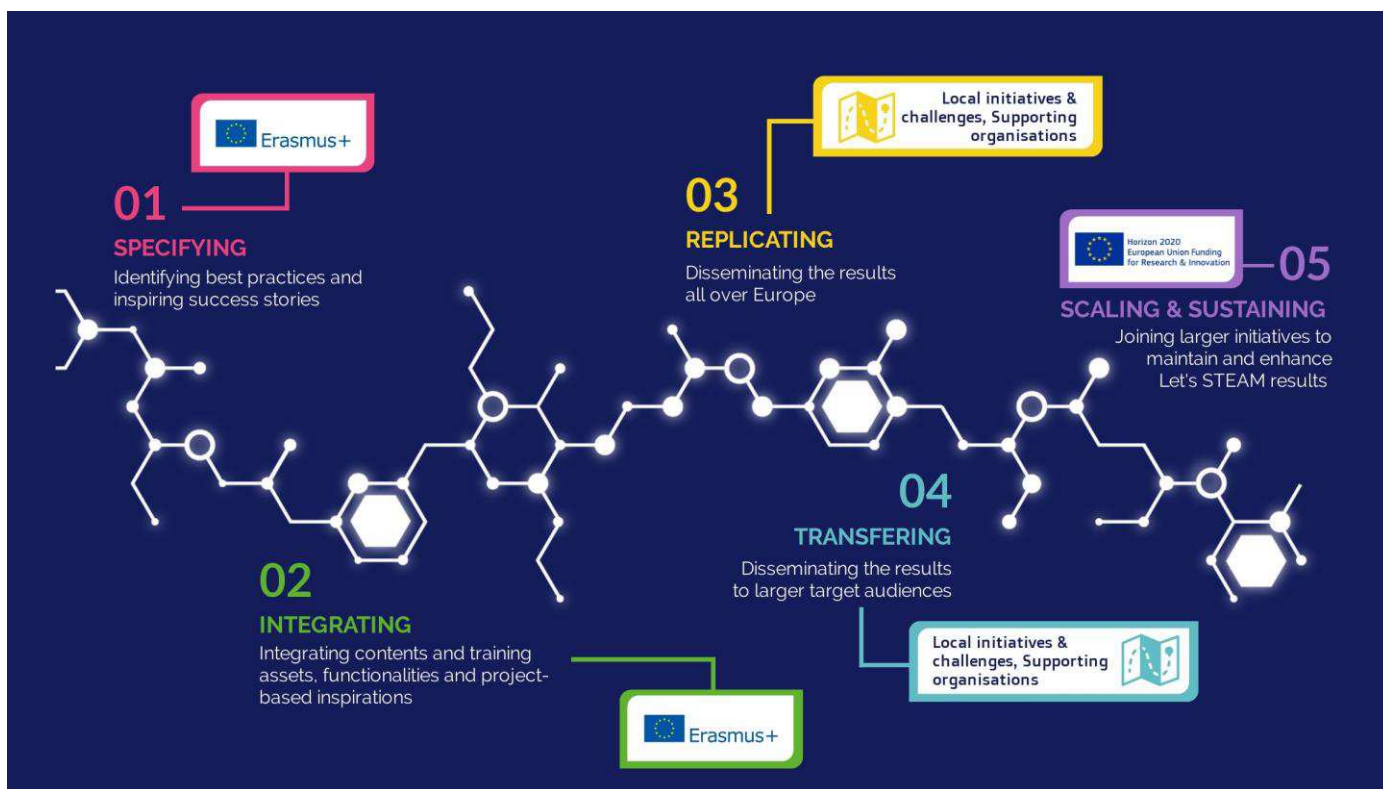 Erasmus+
01
SPECIFYING
Identifying best practices and
inspiring success stories
02
INTEGRATING
Integrating contents and training
assets, functionalities and project-
based inspirations
Erasmus+
Local initiatives &
challenges, Supporting
organisations
03
REPLICATING
Disseminating the results
all over Europe
04
TRANSFERING
Disseminating the results
to larger target audiences
Local initiatives &
challenges, Supporting
organisations
Horizon 2020
European Union Funding
for Research & Innovation
05
SCALING & SUSTAINING
Joining larger initiatives to
maintain and enhance
Let's STEAM results